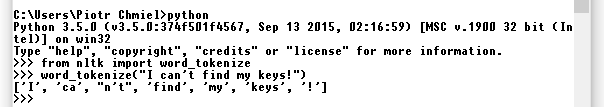 C:\Users\Piotr Chmiel>python
Python 3.5.0 (v3.5.0:374f501f4567, Sep 13 2015, 02:16:59) [MSC v.1900 32 bit (In
tel)] on win32
Type "help", "copyright", "credits" or "license" for more information.
>>> from nltk import word_tokenize
>>> word_tokenize("I can't find my keys!")
['I', 'ca', "n't", 'find', 'my', 'keys', '!']
>>>